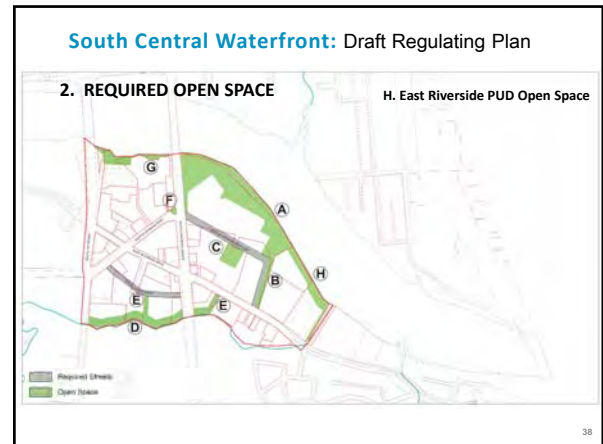 South Central Waterfront: Draft Regulating Plan
2. REQUIRED OPEN SPACE
H. East Riverside PUD Open Space
G
F
A
C
B
H
E
E
D
Required Streets
Open Space
38